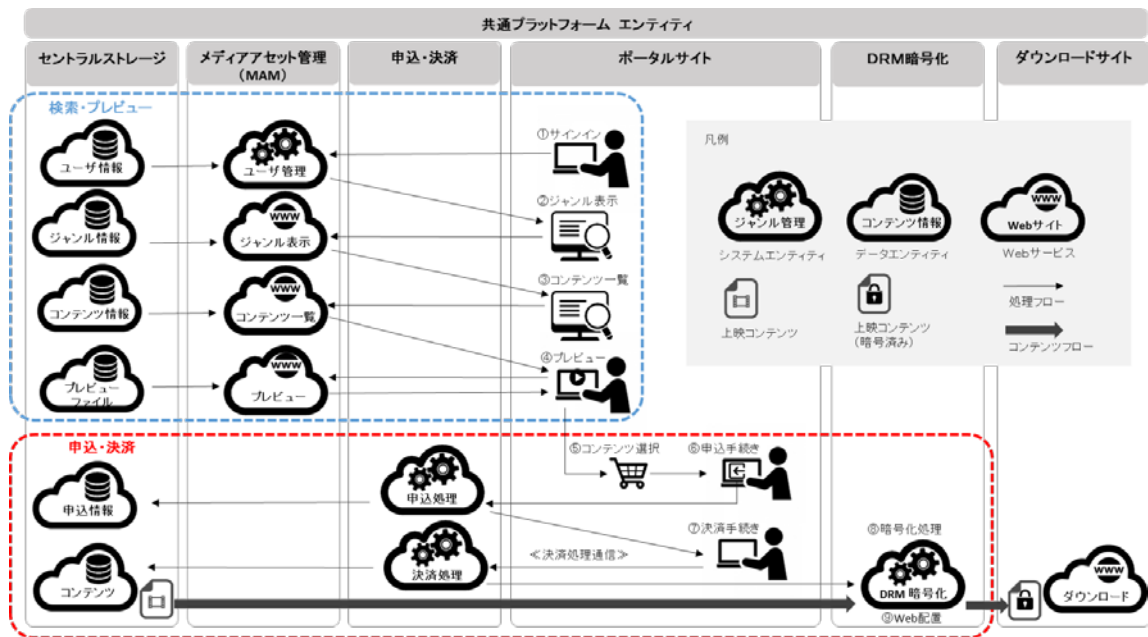 共通プラットフォーム エンティティ
セントラルストレージ
メディアアセット管理
(MAM)
申込・決済
ポータルサイト
DRM暗号化
ダウンロードサイト
検索・プレビュー
ユーザ情報
ユーザ管理
①サインイン
ジャンル情報
ジャンル表示
②ジャンル表示
コンテンツ情報
コンテンツ一覧
③コンテンツ一覧
プレビュー
ファイル
www
プレビュー
④プレビュー
www
www
凡例
ジャンル管理
システムエンティティ
コンテンツ情報
データエンティティ
www
Webサイト
Webサービス
上映コンテンツ
上映コンテンツ
(暗号済み)
処理フロー
コンテンツフロー
申込・決済
⑤コンテンツ選択
⑥申込手続き
申込情報
申込処理
⑦決済手続き
≪決済処理通信≫
コンテンツ
決済処理
⑧暗号化処理
DRM 暗号化
⑨Web配置
www
ダウンロード